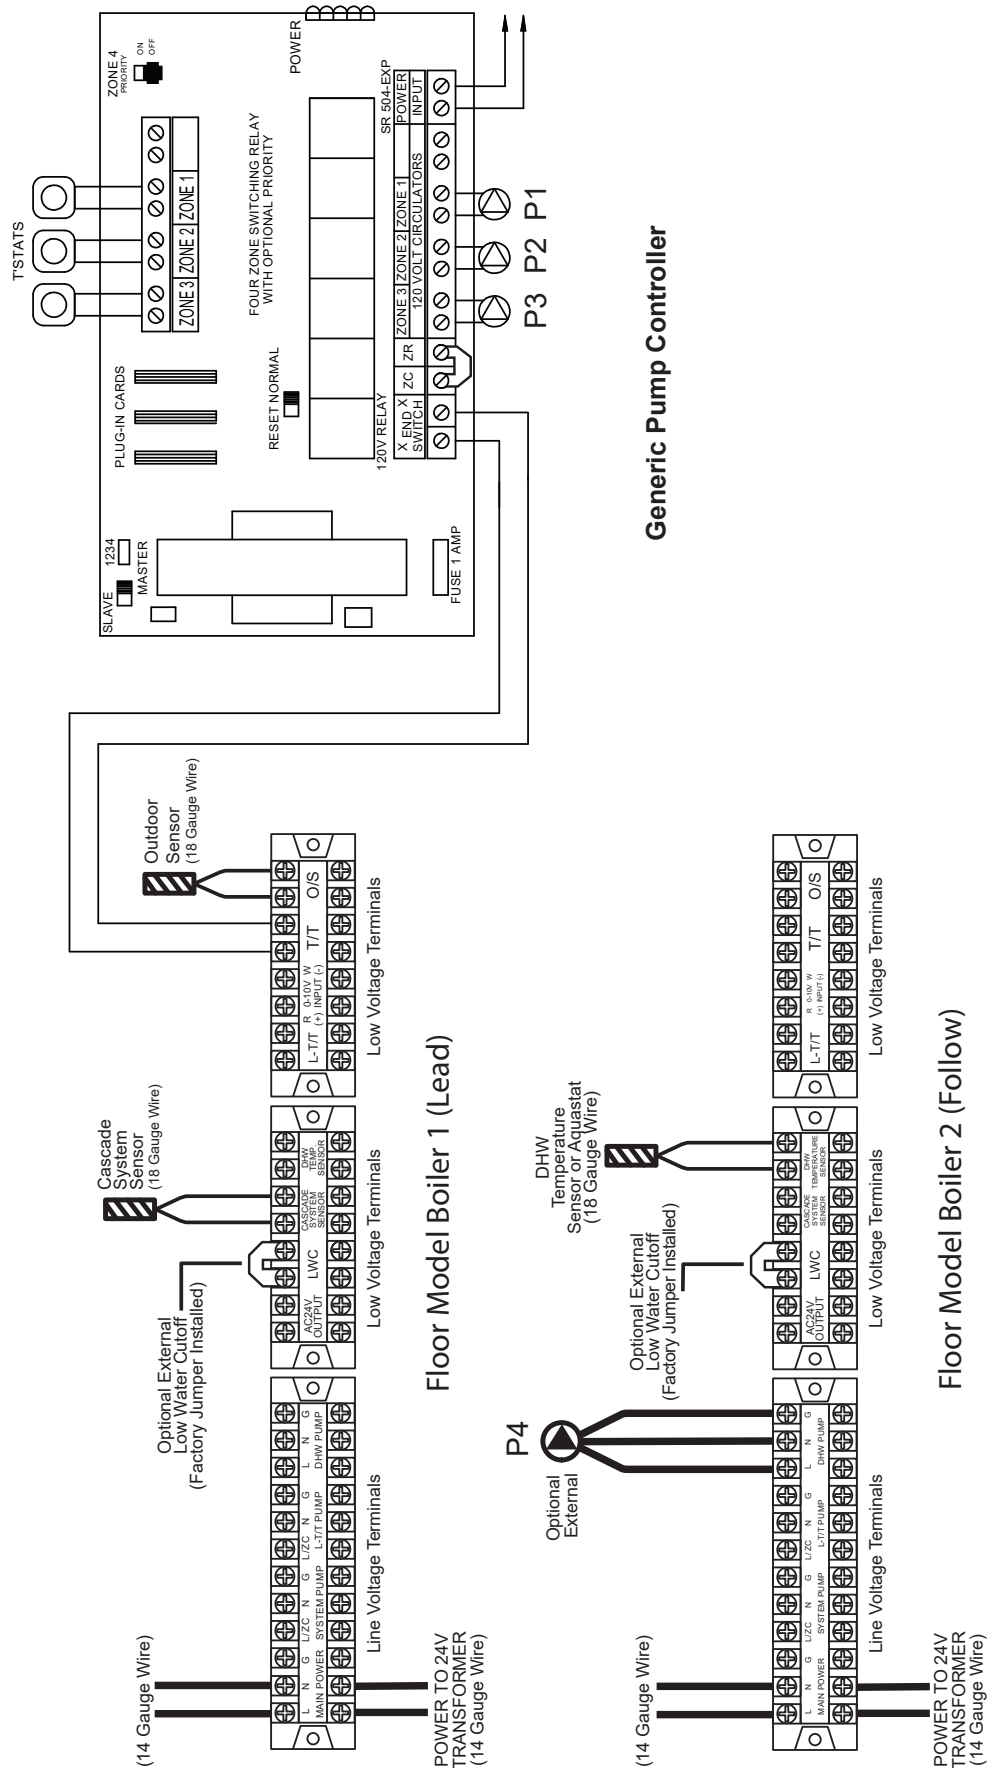 T'STATS
ZONE 4
PRIORITY
ON
OFF
POWER
PLUG-IN CARDS
ZONE 3
ZONE 2
ZONE 1
FOUR ZONE SWITCHING RELAY
WITH OPTIONAL PRIORITY
RESET NORMAL
120V RELAY
SR 504-EXP
X END X
SWITCH
ZC
ZR
ZONE 3
ZONE 2
ZONE 1
120 VOLT CIRCULATORS
POWER
INPUT
SLAVE
1234
MASTER
FUSE 1 AMP
P3
P2
P1
Generic Pump Controller
(14 Gauge Wire)
Optional External
Low Water Cutoff
(Factory Jumper Installed)
Cascade
System
Sensor
(18 Gauge Wire)
Outdoor
Sensor
(18 Gauge Wire)
L
N
G
MAIN POWER
L/ZC
N
G
SYSTEM PUMP
L/ZC
N
G
L-T/T PUMP
L
N
G
DHW PUMP
AC24V
OUTPUT
LWC
CASCADE
SYSTEM
SENSOR
DHW
TEMP
SENSOR
L-T/T
R 0-10V W
(+) INPUT (-)
T/T
O/S
POWER TO 24V
TRANSFORMER
(14 Gauge Wire)
Line Voltage Terminals
Low Voltage Terminals
Low Voltage Terminals
Floor Model Boiler 1 (Lead)
(14 Gauge Wire)
Optional
External
P4
Optional External
Low Water Cutoff
(Factory Jumper Installed)
DHW
Temperature
Sensor or Aquastat
(18 Gauge Wire)
L
N
G
MAIN POWER
L/ZC
N
G
SYSTEM PUMP
L/ZC
N
G
L-T/T PUMP
L
N
G
DHW PUMP
AC24V
OUTPUT
LWC
CASCADE
SYSTEM
SENSOR
DHW
TEMPERATURE
SENSOR
L-T/T
R 0-10V W
(+) INPUT (-)
T/T
O/S
POWER TO 24V
TRANSFORMER
(14 Gauge Wire)
Line Voltage Terminals
Low Voltage Terminals
Low Voltage Terminals
Floor Model Boiler 2 (Follow)